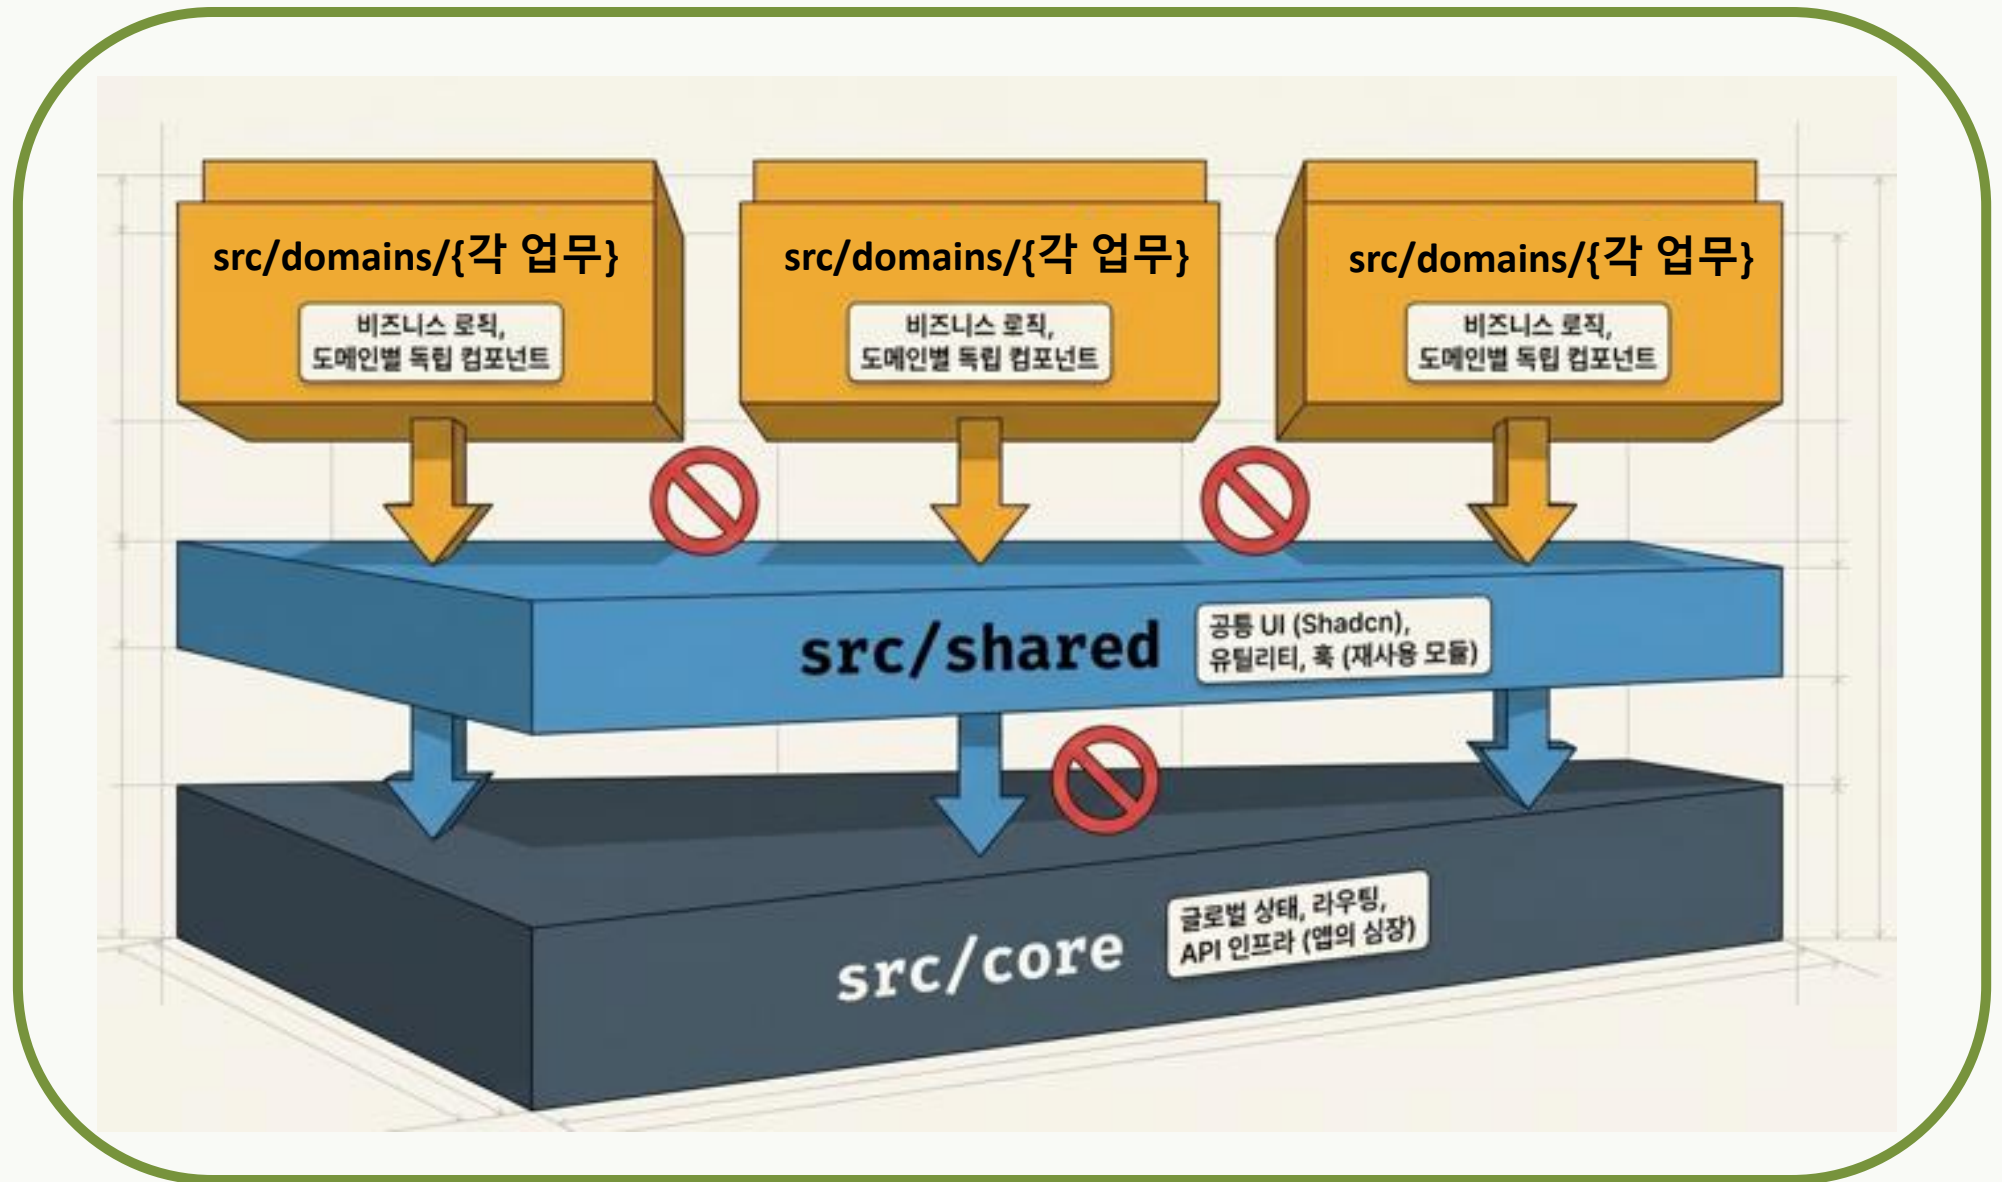 src/domains/{각 업무}
비즈니스 로직,
도메인별 독립 컴포넌트
src/domains/{각 업무}
비즈니스 로직,
도메인별 독립 컴포넌트
src/domains/{각 업무}
비즈니스 로직,
도메인별 독립 컴포넌트
src/shared
공통 UI (Shadcn),
유틸리티, 훅 (재사용 모듈)
src/core
글로벌 상태, 라우팅,
API 인프라 (앱의 심장)